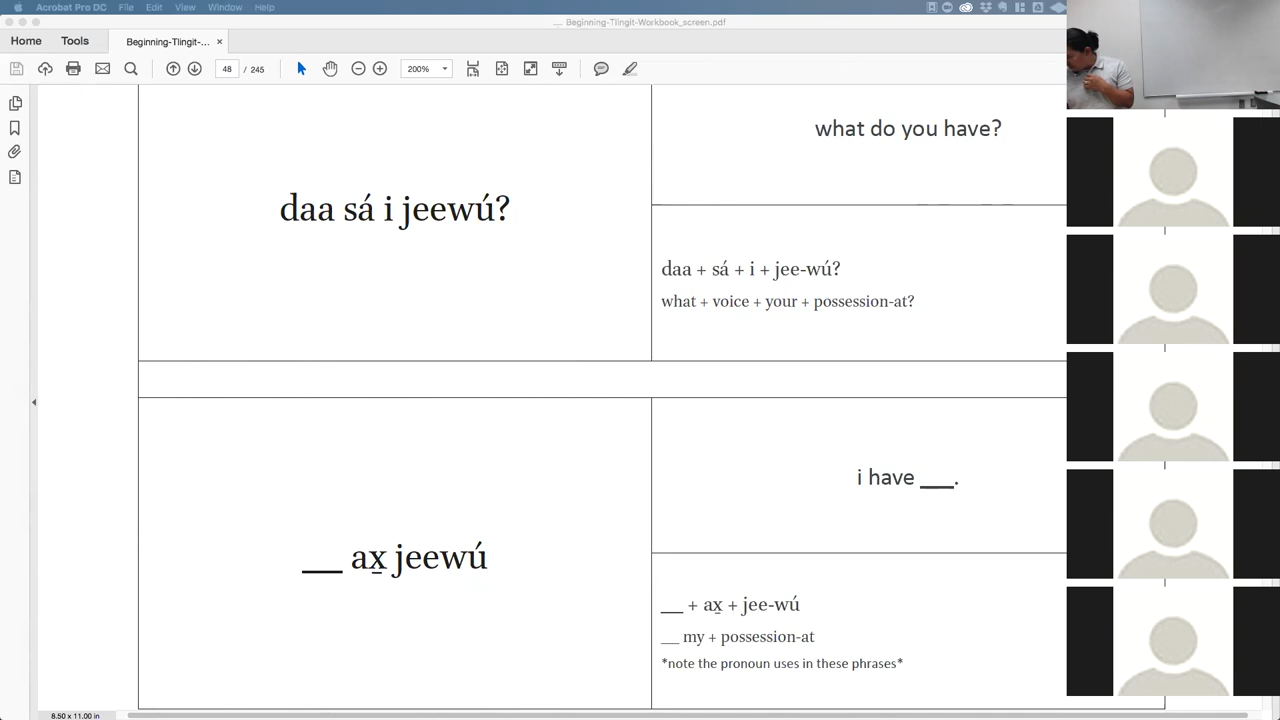 Acrobat Pro DC File Edit View Window Help
__ Beginning-Tlingit-Workbook_screen.pdf
Home Tools Beginning-Tlingit-... ×
48 / 245 200%
what do you have?
daa sá i jeewú?
daa + sá + i + jee-wú?
what + voice + your + possession-at?
i have ___.
___ ax̱ jeewú
___ + ax̱ + jee-wú
___ my + possession-at
*note the pronoun uses in these phrases*
8.50 x 11.00 in